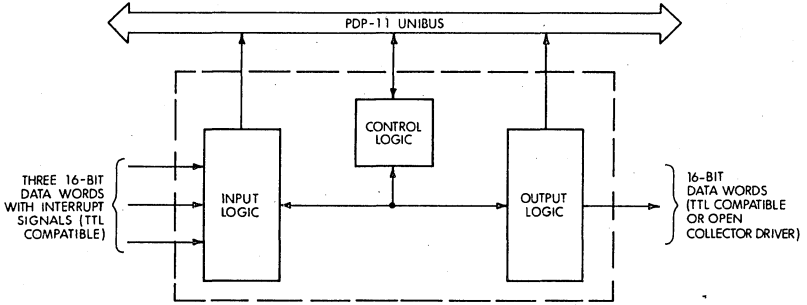 PDP-11 UNIBUS
CONTROL
LOGIC
THREE 16-BIT
DATA WORDS
WITH INTERRUPT
SIGNALS (TTL
COMPATIBLE)
INPUT
LOGIC
OUTPUT
LOGIC
16-BIT
DATA WORDS
(TTL COMPATIBLE
OR OPEN
COLLECTOR DRIVER)